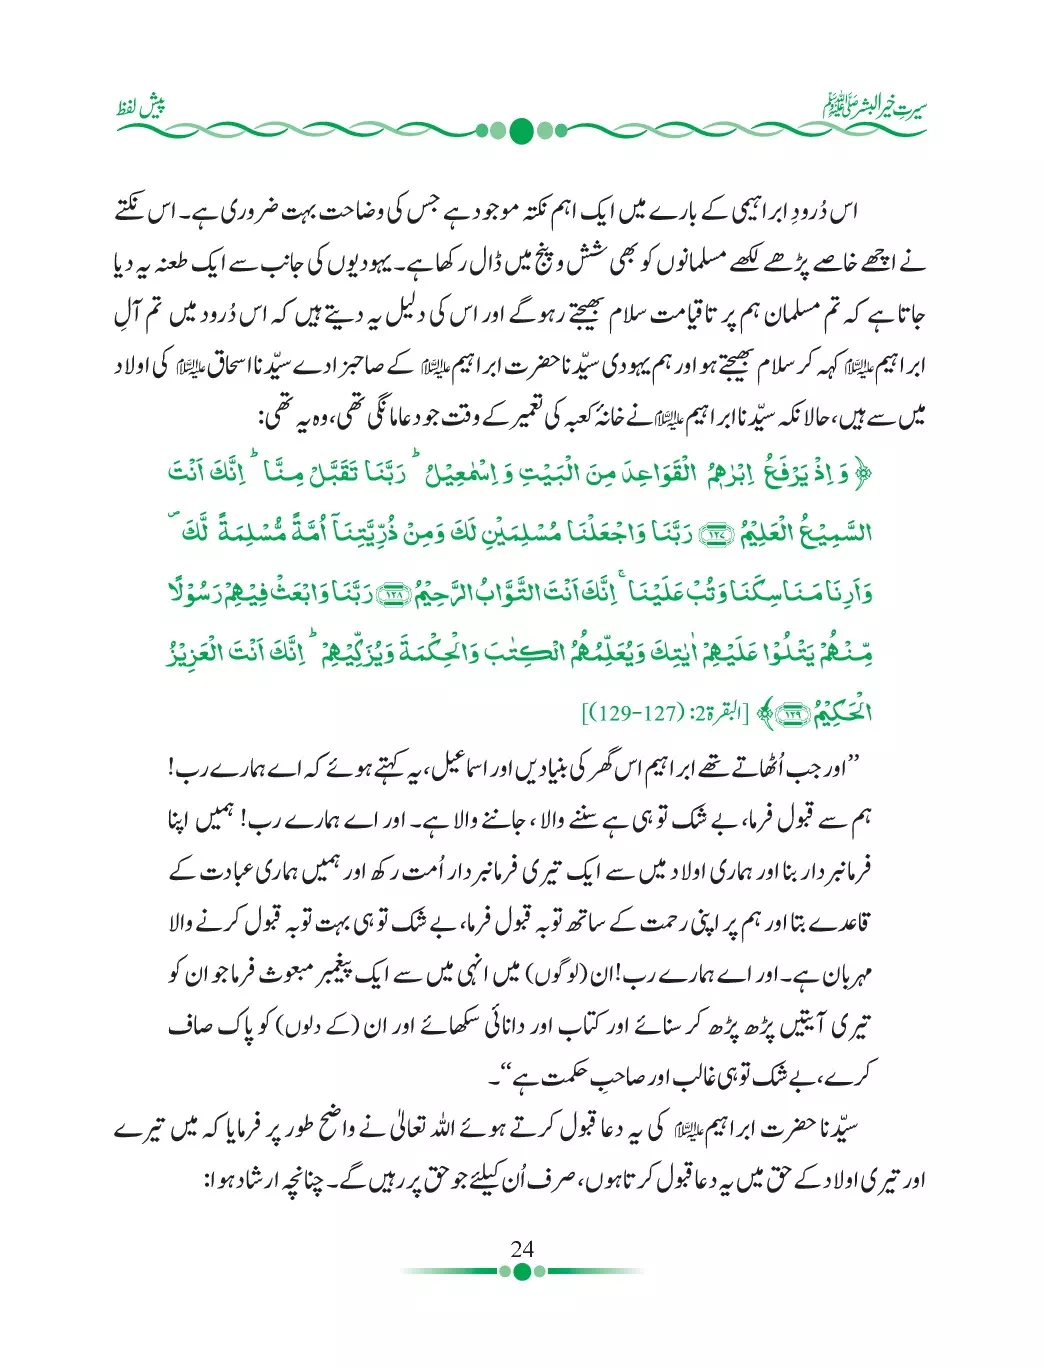 سیرتِ خیر البشر ﷺ
پیش لفظ
اس دُرودِ ابراہیمی کے بارے میں ایک اہم نکتہ موجود ہے جس کی وضاحت بہت ضروری ہے۔ اس نکتے
نے اچھے خاصے پڑھے لکھے مسلمانوں کو بھی شش و پنج میں ڈال رکھا ہے۔ یہودیوں کی جانب سے ایک طعنہ یہ دیا
جاتا ہے کہ تم مسلمان ہم پر تاقیامت سلام بھیجتے رہو گے اور اس کی دلیل یہ دیتے ہیں کہ اس دُرود میں تم آلِ
ابراہیم علیہ السلام کہہ کر سلام بھیجتے ہو اور ہم یہودی سیّدنا حضرت ابراہیم علیہ السلام کے صاحبزادے سیّدنا اسحاق علیہ السلام کی اولاد
میں سے ہیں، حالانکہ سیّدنا ابراہیم علیہ السلام نے خانۂ کعبہ کی تعمیر کے وقت جو دعا مانگی تھی، وہ یہ تھی:
﴿وَ اِذْ یَرْفَعُ اِبْرٰهٖمُ الْقَوَاعِدَ مِنَ الْبَیْتِ وَ اِسْمٰعِیْلُ ؕ رَبَّنَا تَقَبَّلْ مِنَّا ؕ اِنَّكَ اَنْتَ
السَّمِیْعُ الْعَلِیْمُ ۱۲۷ رَبَّنَا وَاجْعَلْنَا مُسْلِمَیْنِ لَكَ وَمِنْ ذُرِّیَّتِنَاۤ اُمَّةً مُّسْلِمَةً لَّكَ ۪
وَاَرِنَا مَنَاسِكَنَا وَتُبْ عَلَیْنَا ۚ اِنَّكَ اَنْتَ التَّوَّابُ الرَّحِیْمُ ۱۲۸ رَبَّنَا وَابْعَثْ فِیْهِمْ رَسُوْلًا
مِّنْهُمْ یَتْلُوْا عَلَیْهِمْ اٰیٰتِكَ وَیُعَلِّمُهُمُ الْكِتٰبَ وَالْحِكْمَةَ وَیُزَكِّیْهِمْ ؕ اِنَّكَ اَنْتَ الْعَزِیْزُ
الْحَكِیْمُ ۱۲۹﴾ [البقرۃ2: (127-129)]
’’اور جب اُٹھاتے تھے ابراہیم اس گھر کی بنیادیں اور اسماعیل، یہ کہتے ہوئے کہ اے ہمارے رب!
ہم سے قبول فرما، بے شک تو ہی ہے سننے والا، جاننے والا ہے۔ اور اے ہمارے رب! ہمیں اپنا
فرمانبردار بنا اور ہماری اولاد میں سے ایک تیری فرمانبردار اُمت رکھ اور ہمیں ہماری عبادت کے
قاعدے بتا اور ہم پر اپنی رحمت کے ساتھ توبہ قبول فرما، بے شک تو ہی بہت توبہ قبول کرنے والا
مہربان ہے۔ اور اے ہمارے رب! ان (لوگوں) میں انہی میں سے ایک پیغمبر مبعوث فرما جو ان کو
تیری آیتیں پڑھ پڑھ کر سنائے اور کتاب اور دانائی سکھائے اور ان (کے دلوں) کو پاک صاف
کرے، بے شک تو ہی غالب اور صاحبِ حکمت ہے‘‘۔
سیّدنا حضرت ابراہیم علیہ السلام کی یہ دعا قبول کرتے ہوئے اللہ تعالیٰ نے واضح طور پر فرمایا کہ میں تیرے
اور تیری اولاد کے حق میں یہ دعا قبول کرتا ہوں، صرف اُن کیلئے جو حق پر رہیں گے۔ چنانچہ ارشاد ہوا:
24